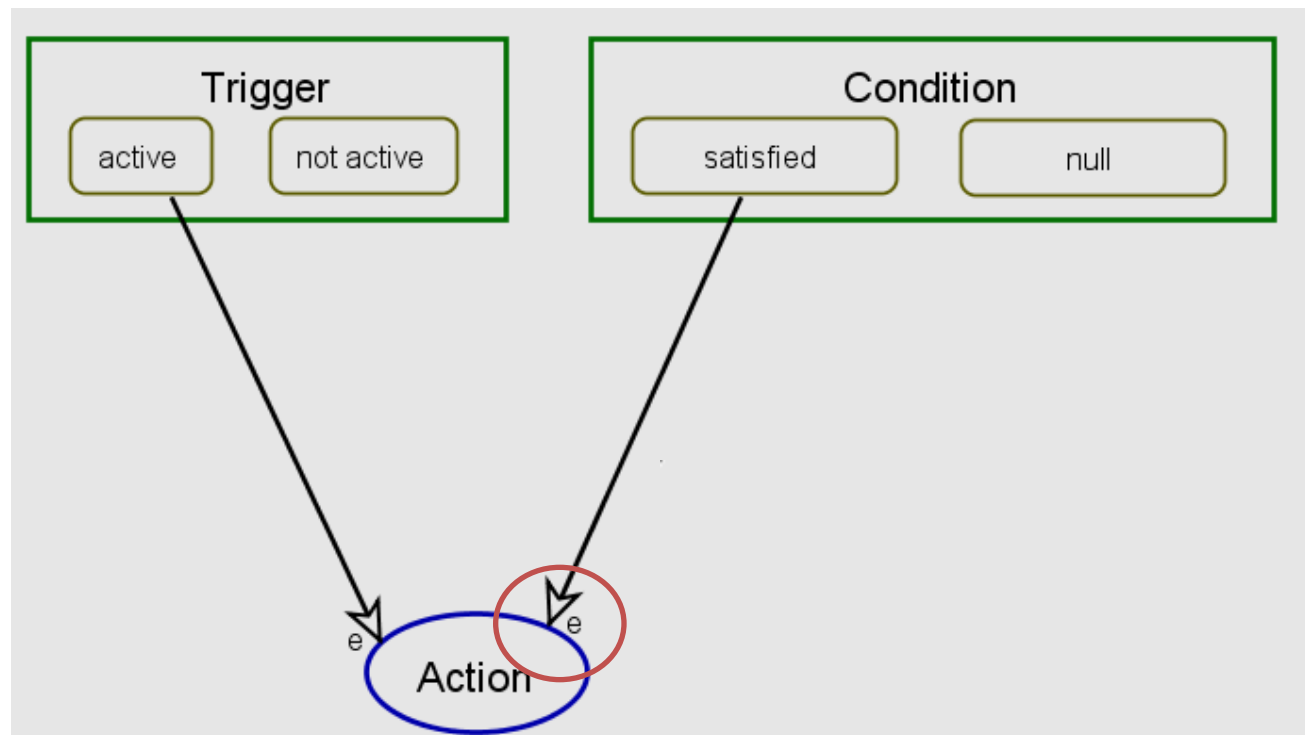 Trigger
active
not active
Condition
satisfied
null
e
e
Action